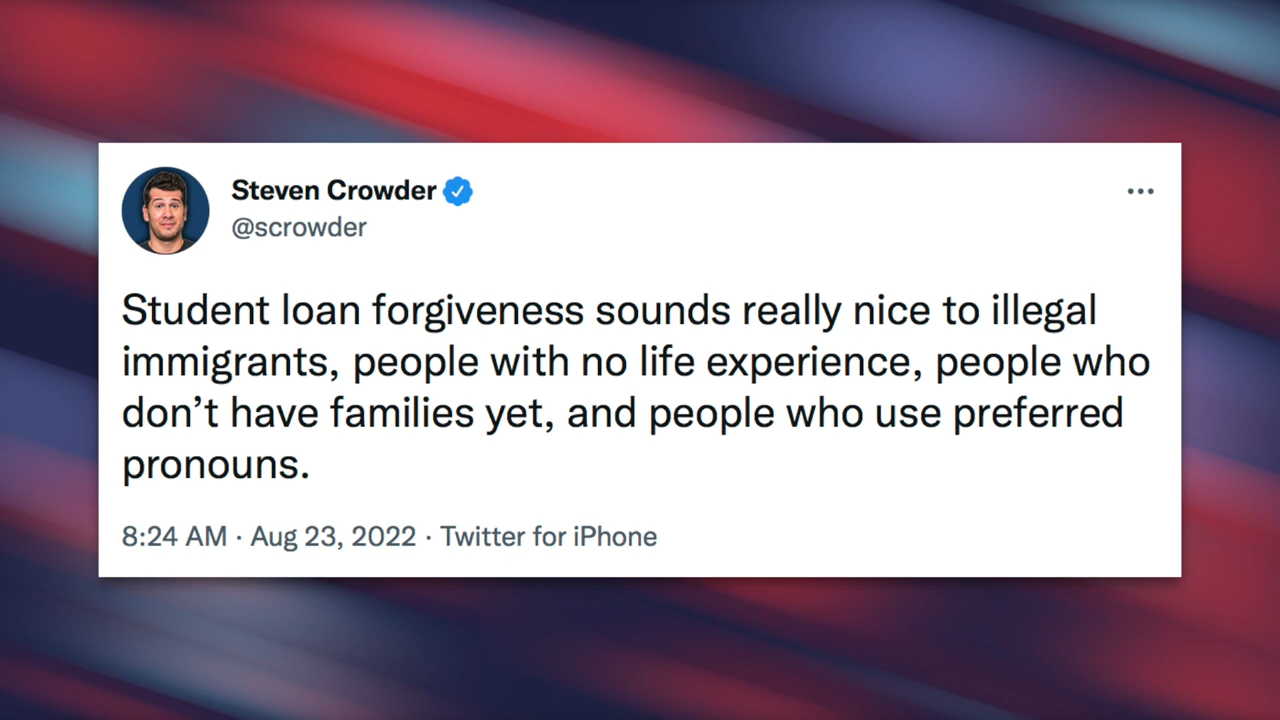 Steven Crowder
@scrowder
Student loan forgiveness sounds really nice to illegal
immigrants, people with no life experience, people who
don’t have families yet, and people who use preferred
pronouns.
8:24 AM · Aug 23, 2022 · Twitter for iPhone